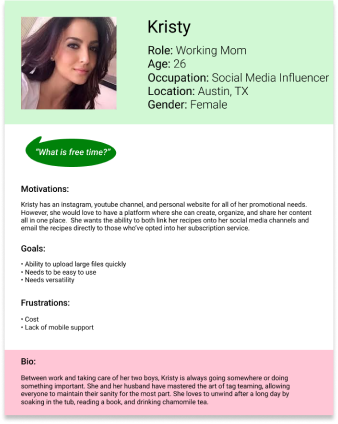 Kristy
Role: Working Mom
Age: 26
Occupation: Social Media Influencer
Location: Austin, TX
Gender: Female
“What is free time?”
Motivations:
Kristy has an instagram, youtube channel, and personal website for all of her promotional needs.
However, she would love to have a platform where she can create, organize, and share her content
all in one place. She wants the ability to both link her recipes onto her social media channels and
email the recipes directly to those who've opted into her subscription service.
Goals:
• Ability to upload large files quickly
• Needs to be easy to use
• Needs versatility
Frustrations:
• Cost
• Lack of mobile support
Bio:
Between work and taking care of her two boys, Kristy is always going somewhere or doing
something important. She and her husband have mastered the art of tag teaming, allowing
everyone to maintain their sanity for the most part. She loves to unwind after a long day by
soaking in the tub, reading a book, and drinking chamomile tea.